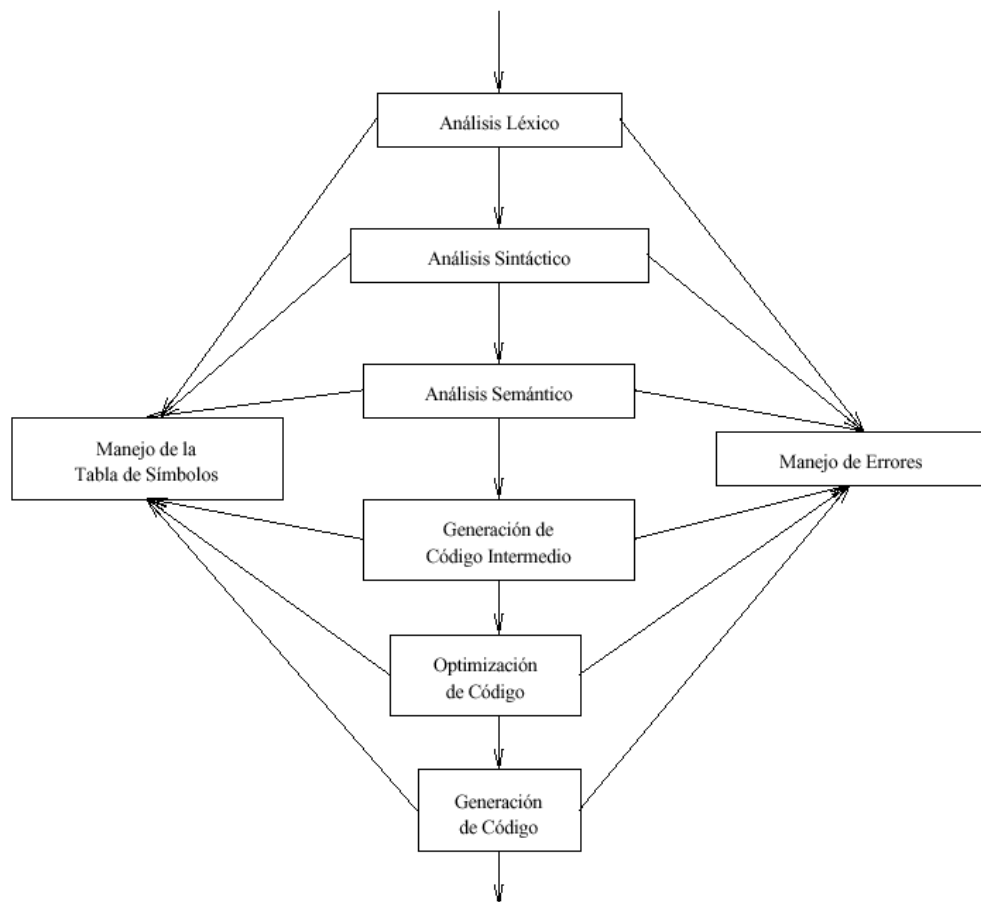 Análisis Léxico
Análisis Sintáctico
Análisis Semántico
Manejo de la
Tabla de Símbolos
Manejo de Errores
Generación de
Código Intermedio
Optimización
de Código
Generación
de Código